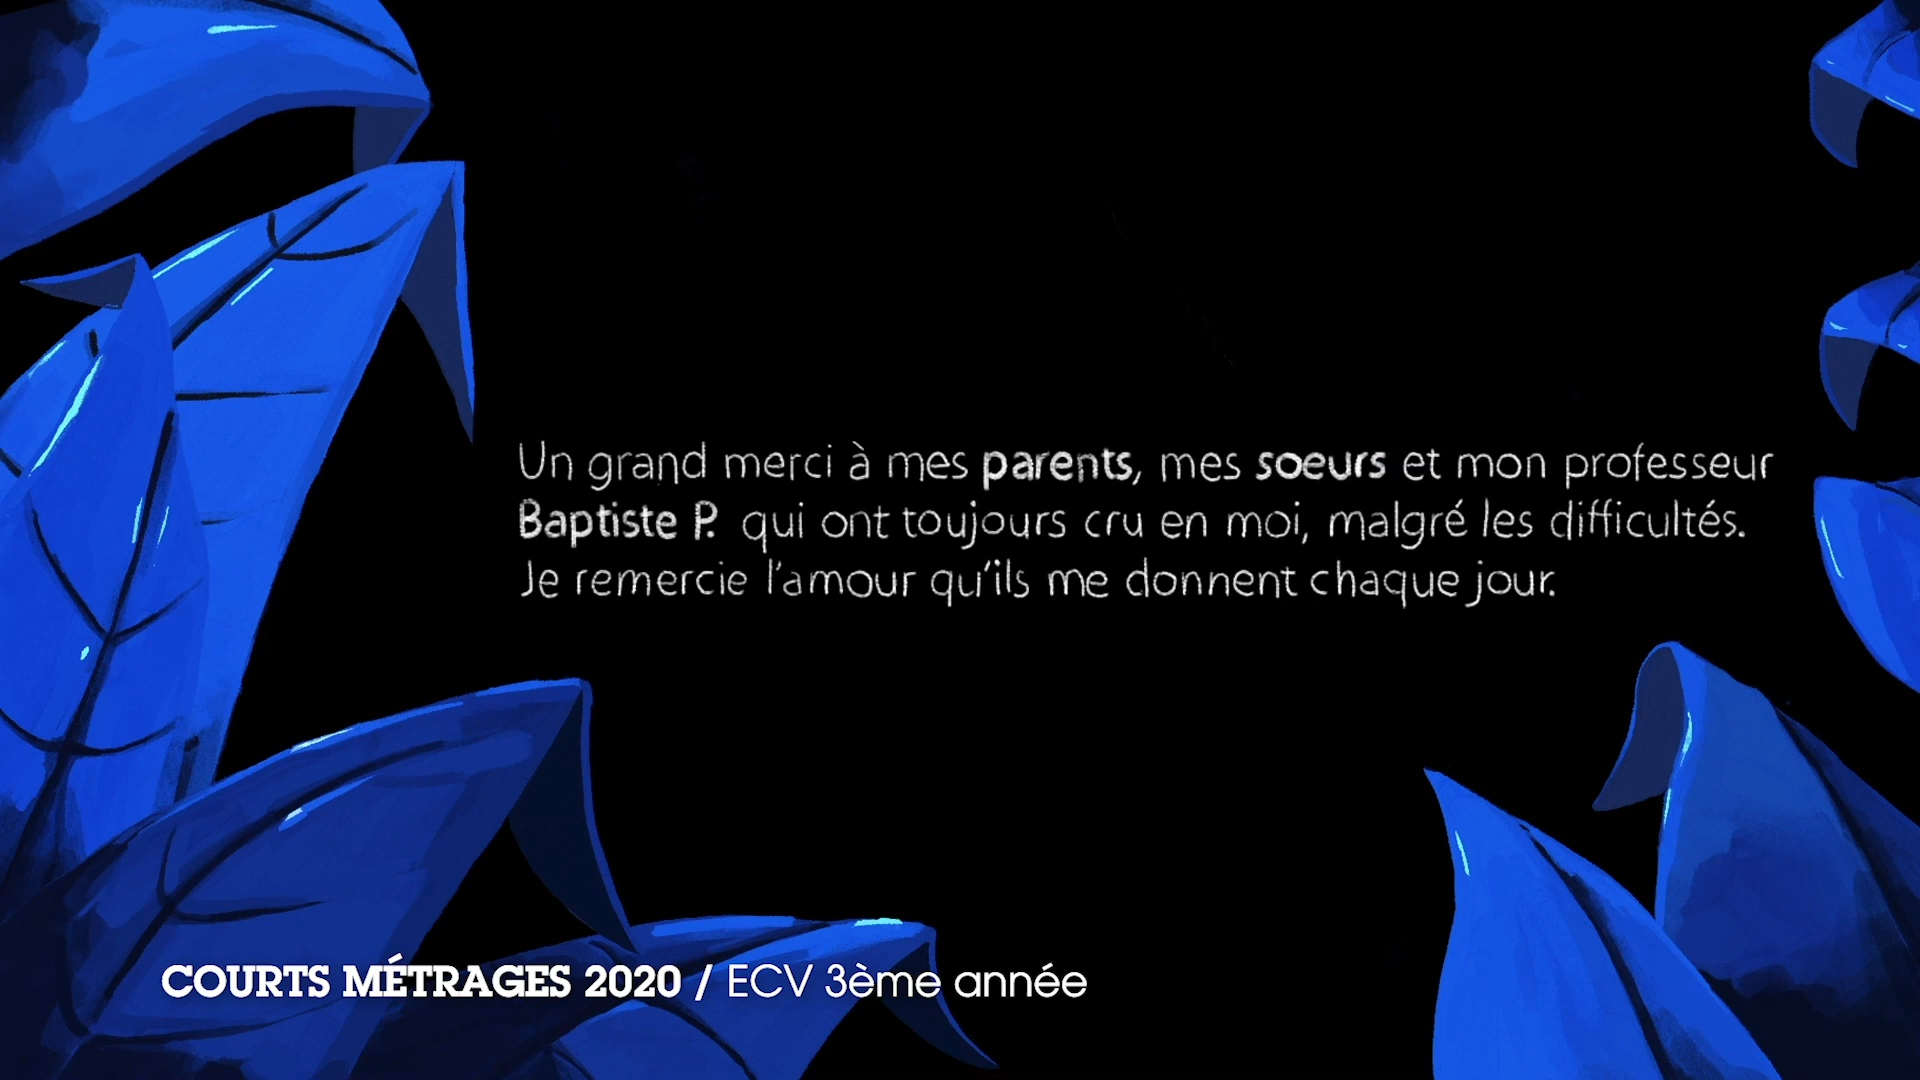 Un grand merci à mes parents, mes soeurs et mon professeur
Baptiste P. qui ont toujours cru en moi, malgré les difficultés.
Je remercie l'amour qu'ils me donnent chaque jour.
COURTS MÉTRAGES 2020 / ECV 3ème année